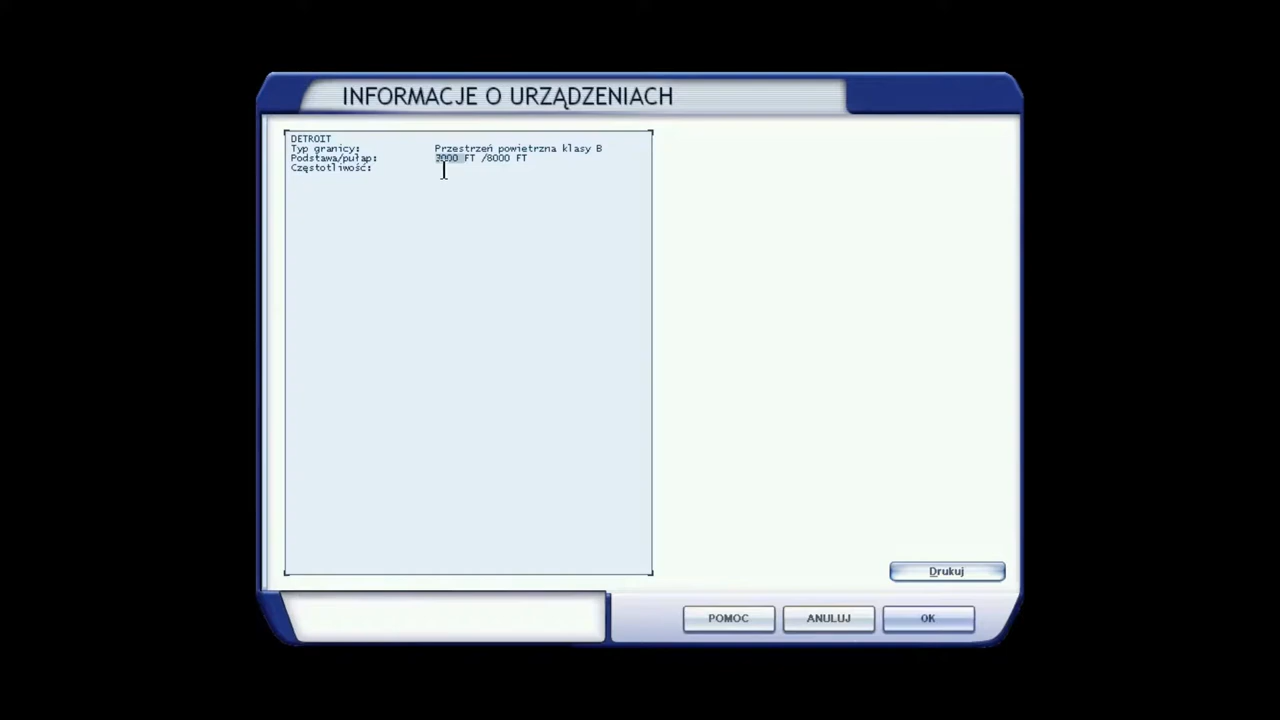 INFORMACJE O URZĄDZENIACH
DETROIT
Typ granicy: Przestrzeń powietrzna klasy B
Podstawa/pułap: 3000 FT /8000 FT
Częstotliwość:
Drukuj
POMOC ANULUJ OK